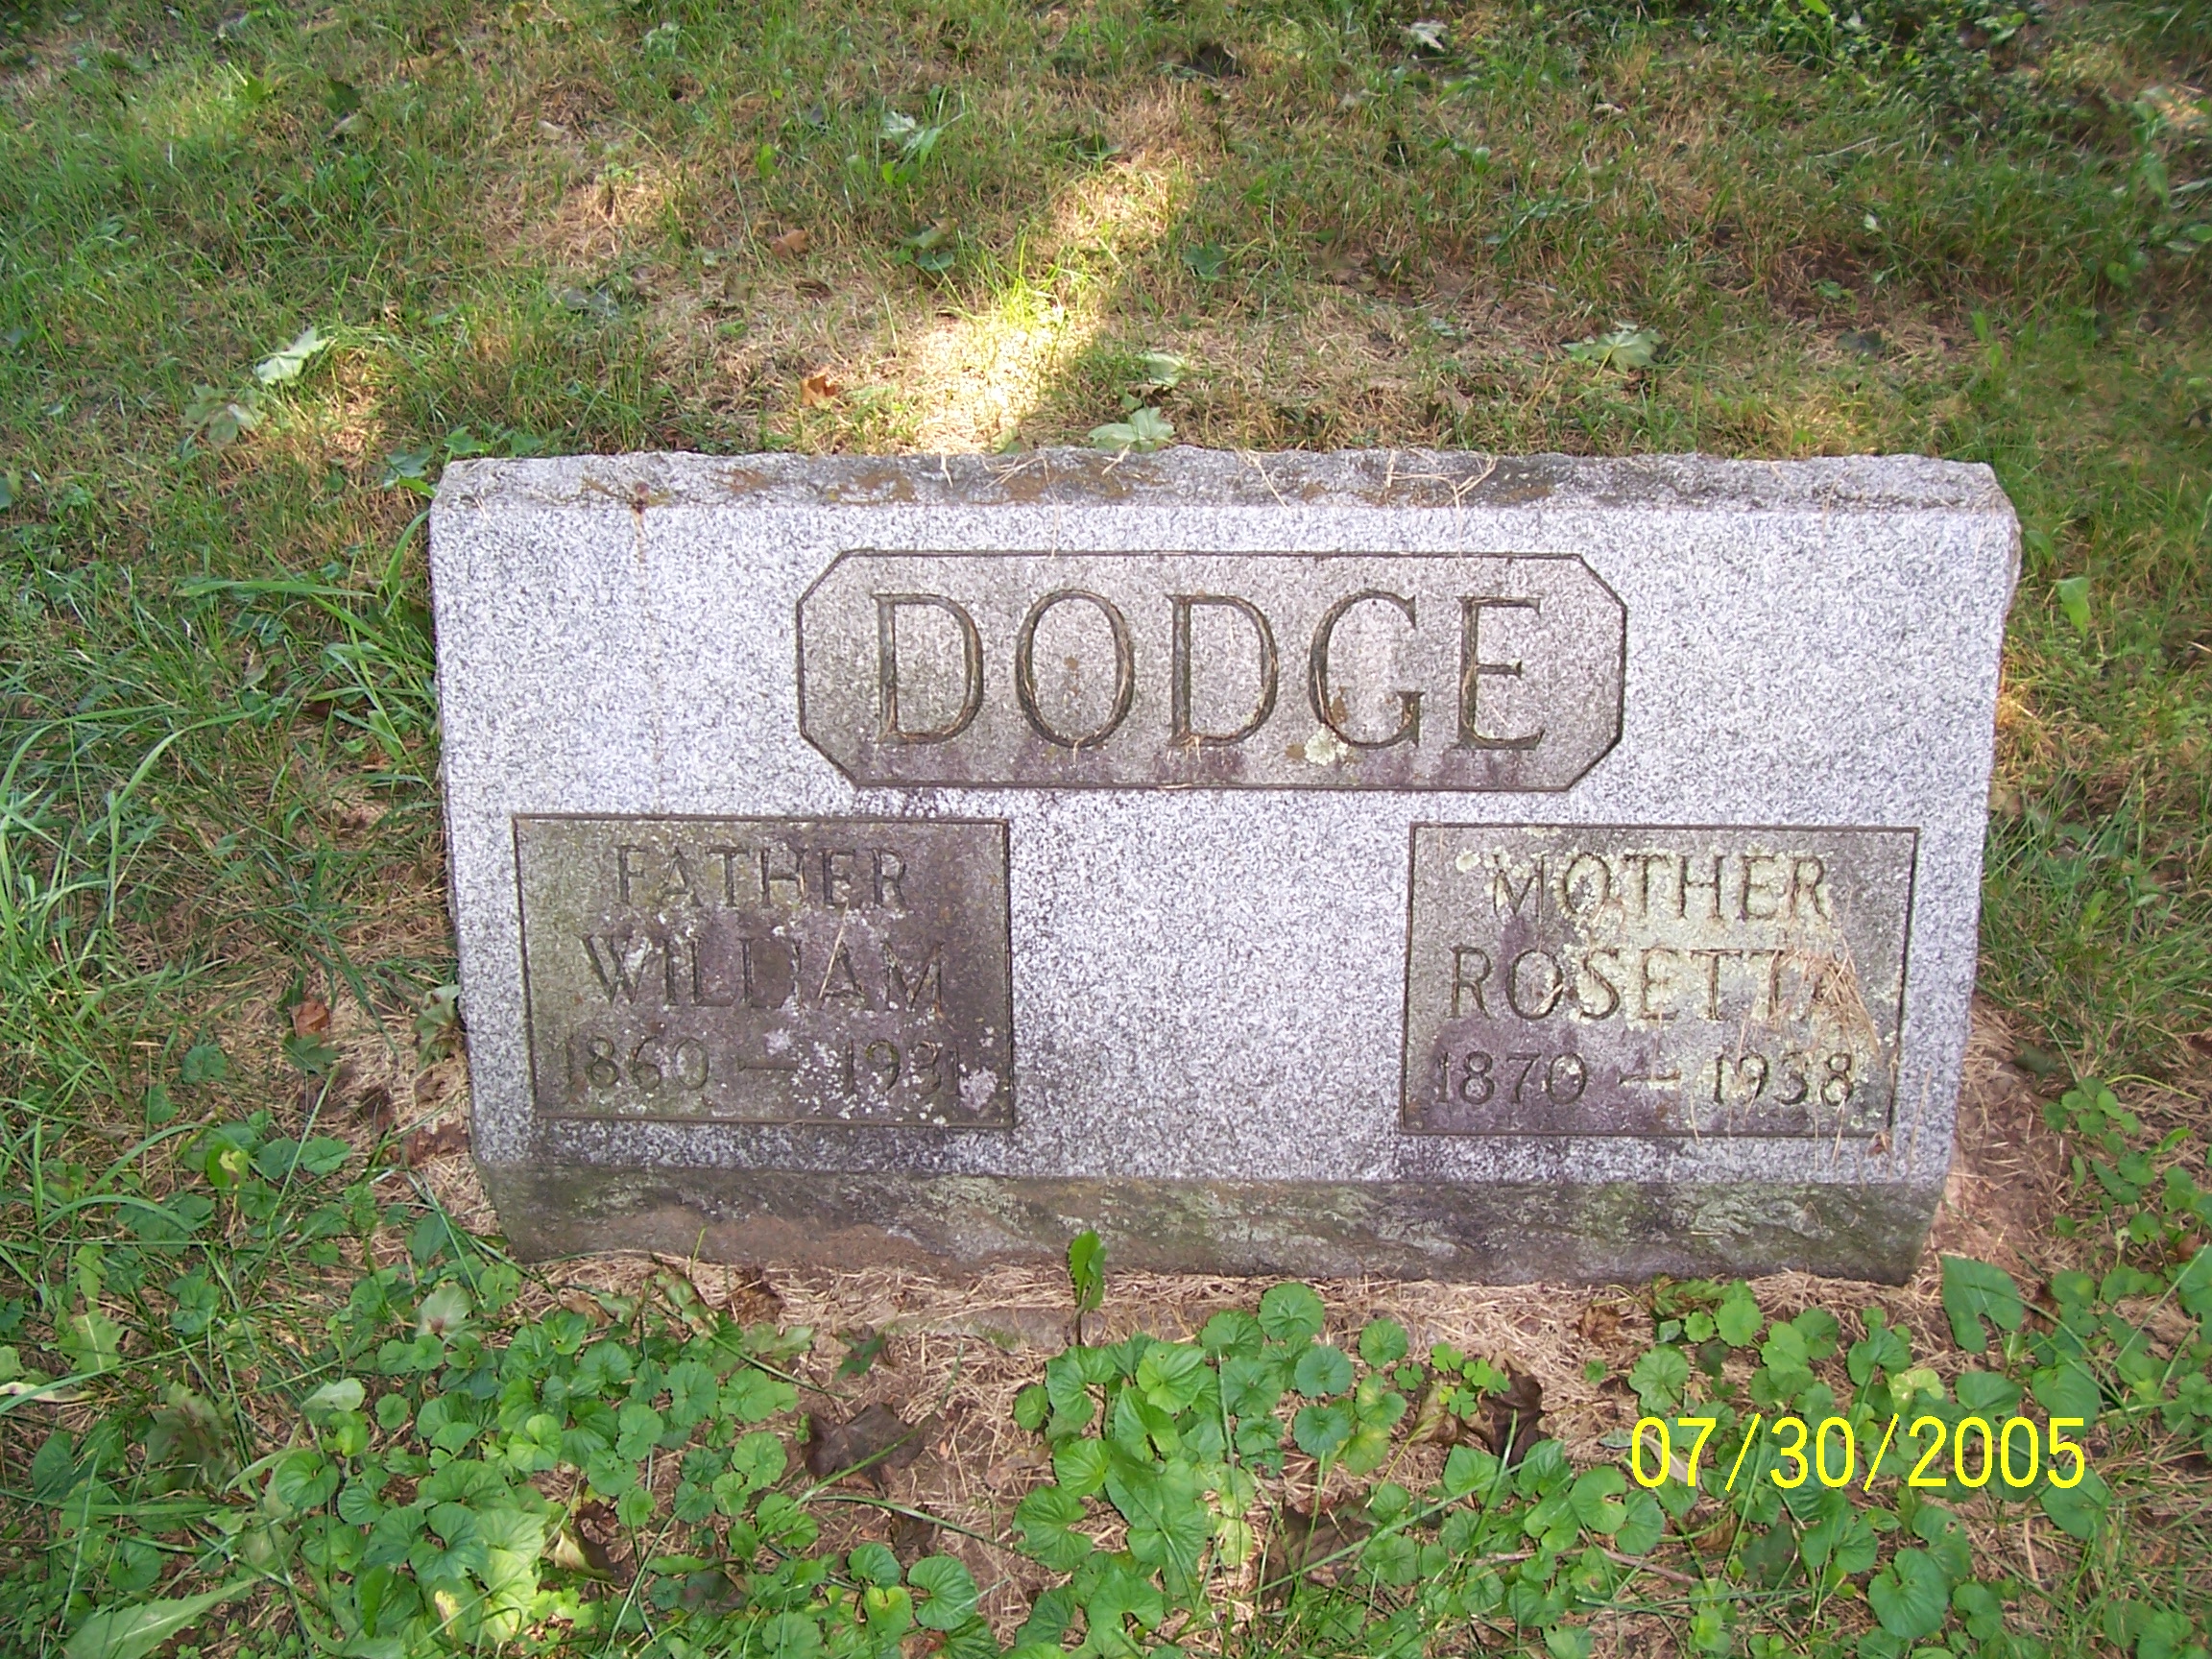 DODGE
FATHER
WILLIAM
1860 — 1931
MOTHER
ROSETTA
1870 — 1938
07/30/2005